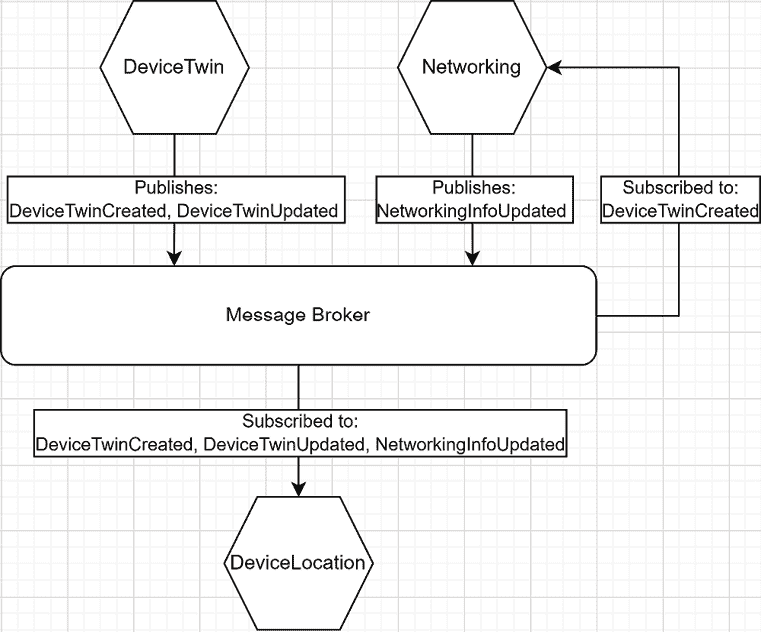 DeviceTwin
Networking
Publishes:
DeviceTwinCreated, DeviceTwinUpdated
Publishes:
NetworkingInfoUpdated
Subscribed to:
DeviceTwinCreated
Message Broker
Subscribed to:
DeviceTwinCreated, DeviceTwinUpdated, NetworkingInfoUpdated
DeviceLocation